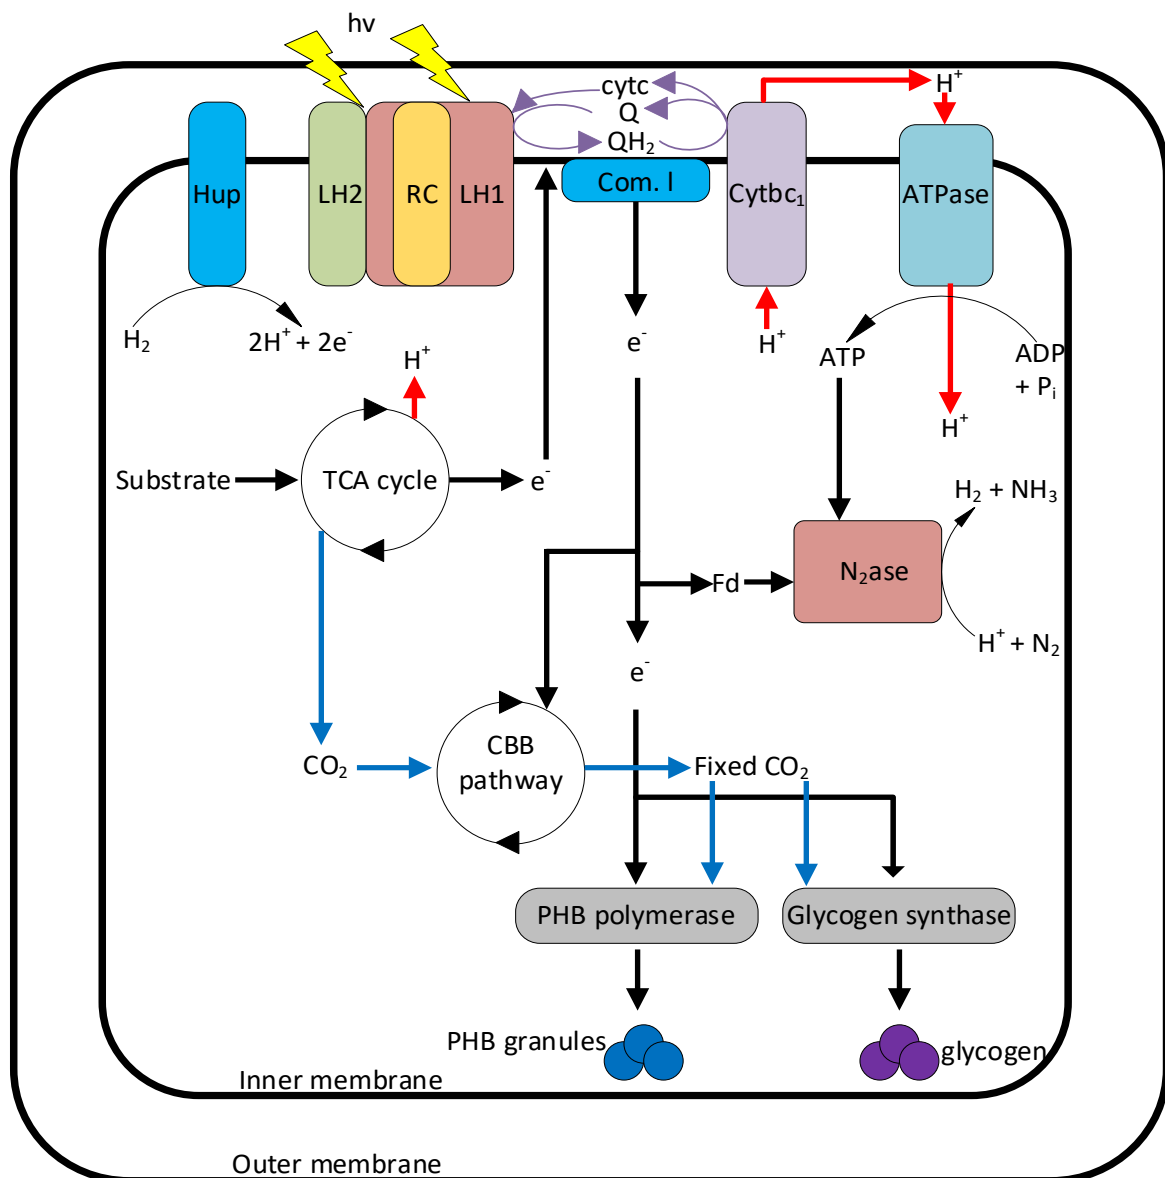 hv
cytc
Q
QH₂
H⁺
Hup
LH2
RC
LH1
Com. I
Cytbc₁
ATPase
H₂
2H⁺ + 2e⁻
e⁻
H⁺
ATP
ADP
+ Pᵢ
H⁺
H⁺
Substrate
TCA cycle
e⁻
H₂ + NH₃
Fd
N₂ase
H⁺ + N₂
e⁻
CO₂
CBB
pathway
Fixed CO₂
PHB polymerase
Glycogen synthase
PHB granules
glycogen
Inner membrane
Outer membrane